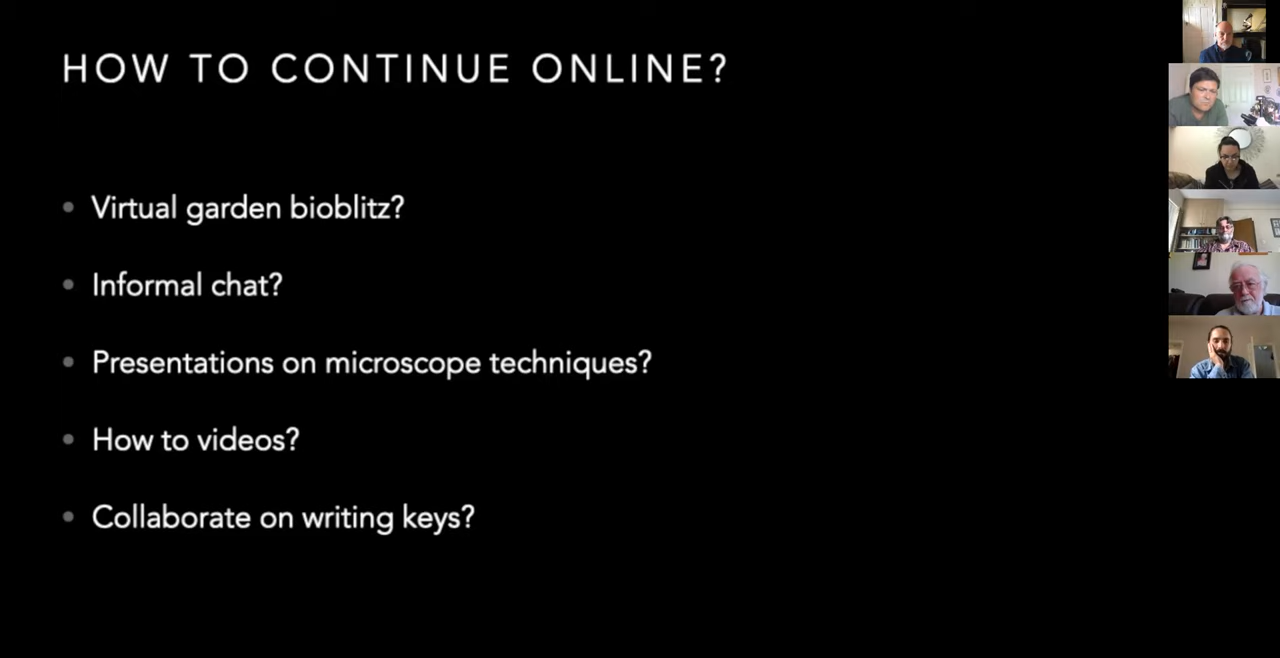 HOW TO CONTINUE ONLINE?
Virtual garden bioblitz?
Informal chat?
Presentations on microscope techniques?
How to videos?
Collaborate on writing keys?